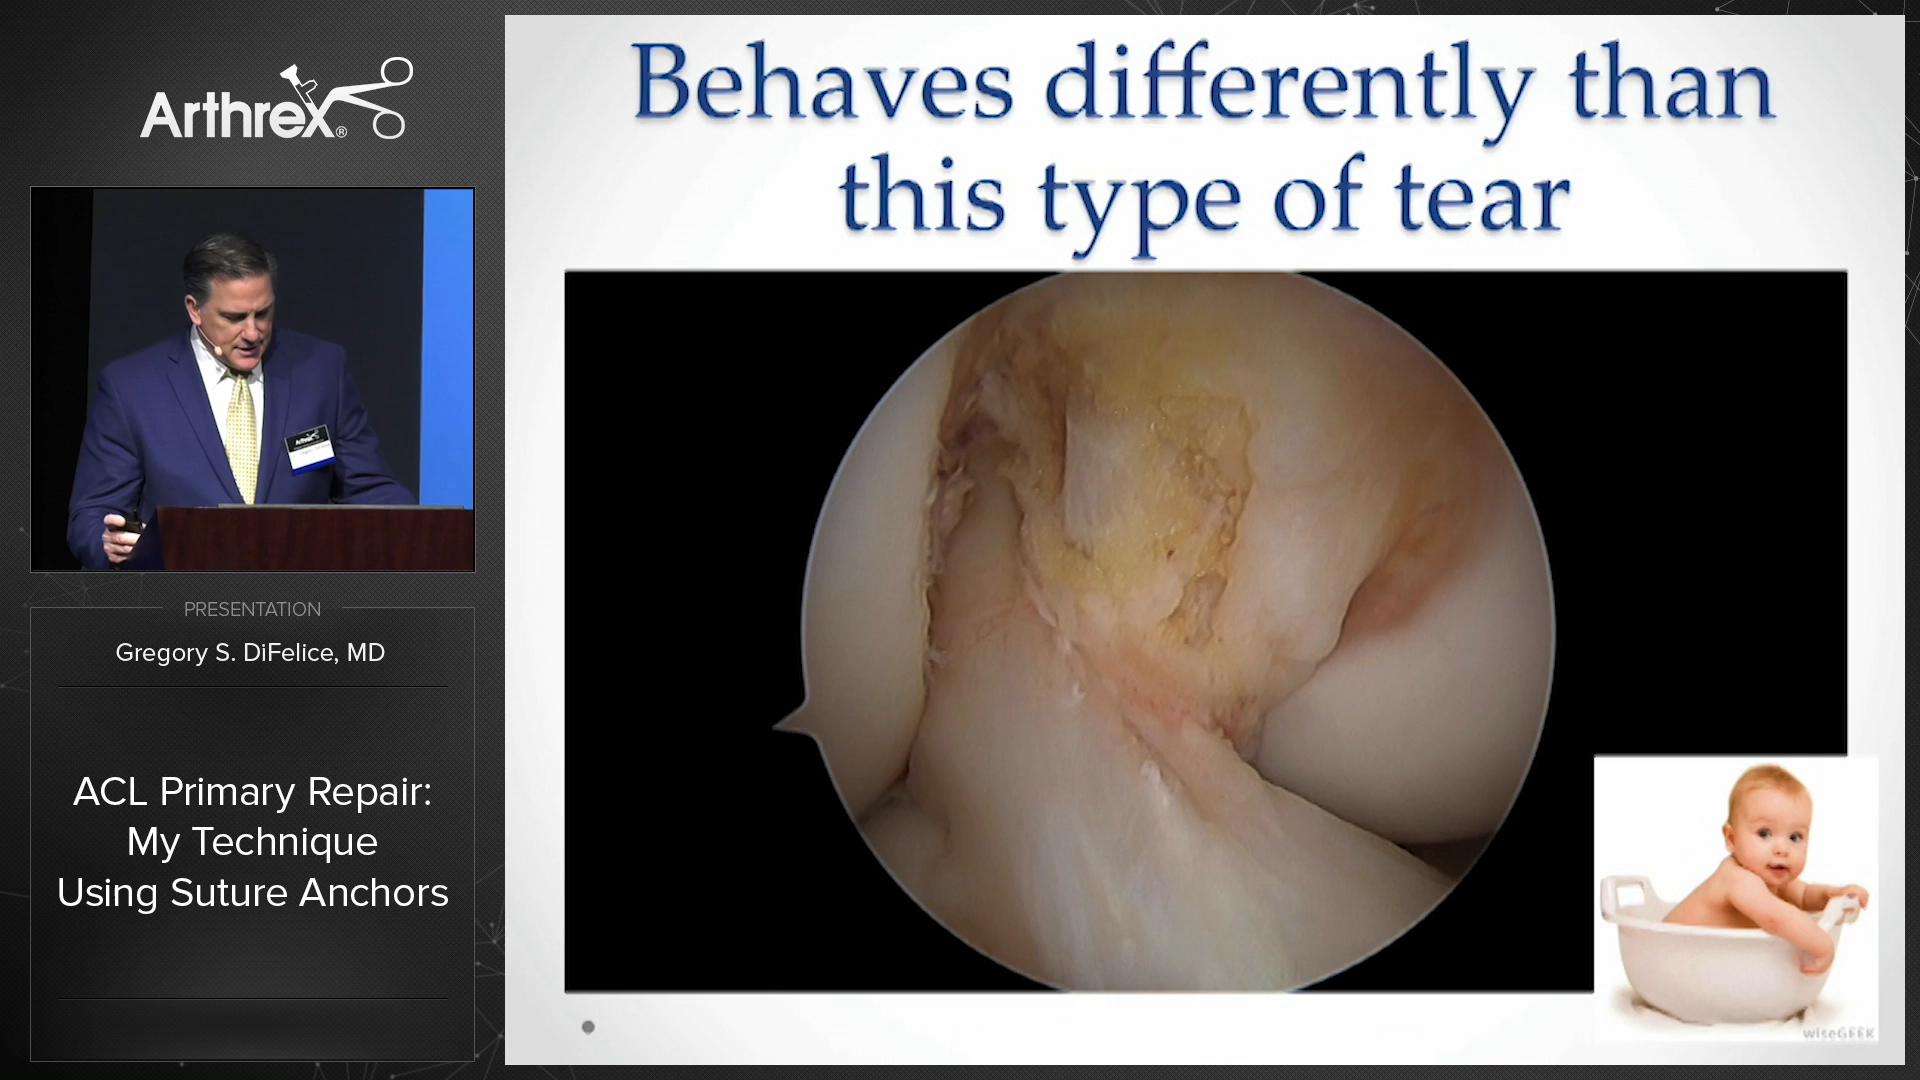 Arthrex®
PRESENTATION
Gregory S. DiFelice, MD
ACL Primary Repair:
My Technique
Using Suture Anchors
Behaves differently than
this type of tear
Arthrex
wiseGEEK